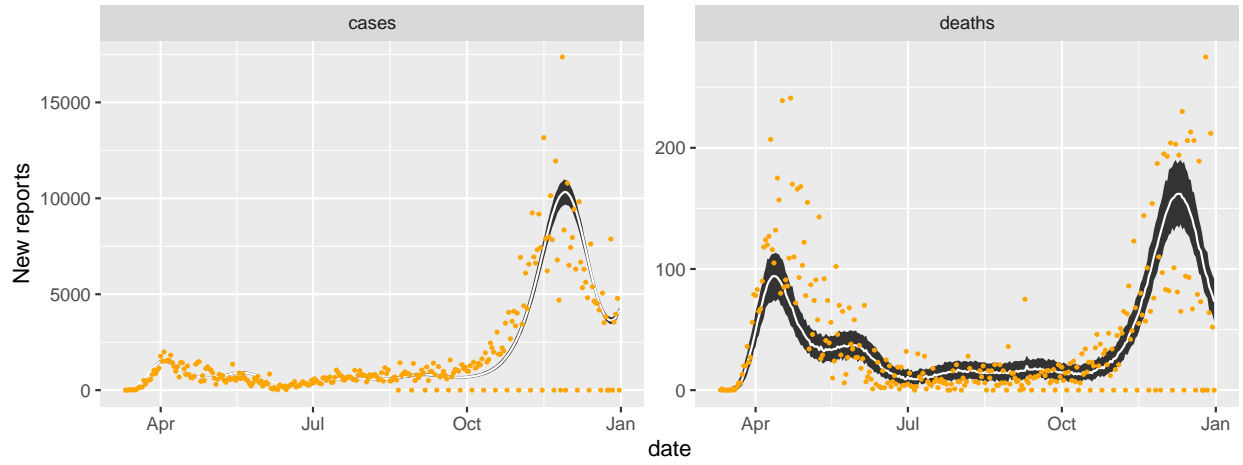 cases
deaths
New reports
15000
10000
5000
0
200
100
0
Apr
Jul
Oct
Jan
Apr
Jul
Oct
Jan
date